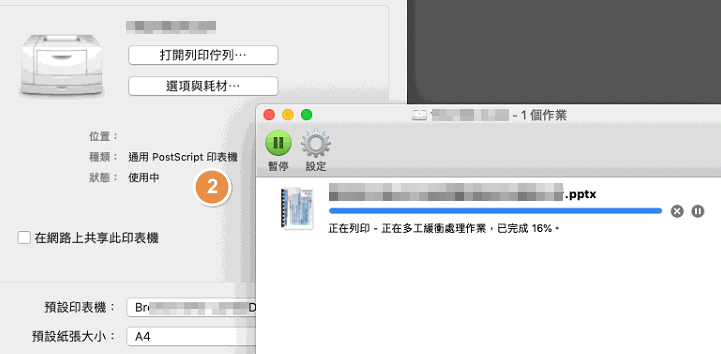 打開列印佇列⋯
選項與耗材⋯
位置：
種類： 通用 PostScript 印表機
狀態： 使用中
2
在網路上共享此印表機
預設印表機： Br
預設紙張大小： A4
- 1 個作業
暫停 設定
.pptx
正在列印 - 正在多工緩衝處理作業，已完成 16%。